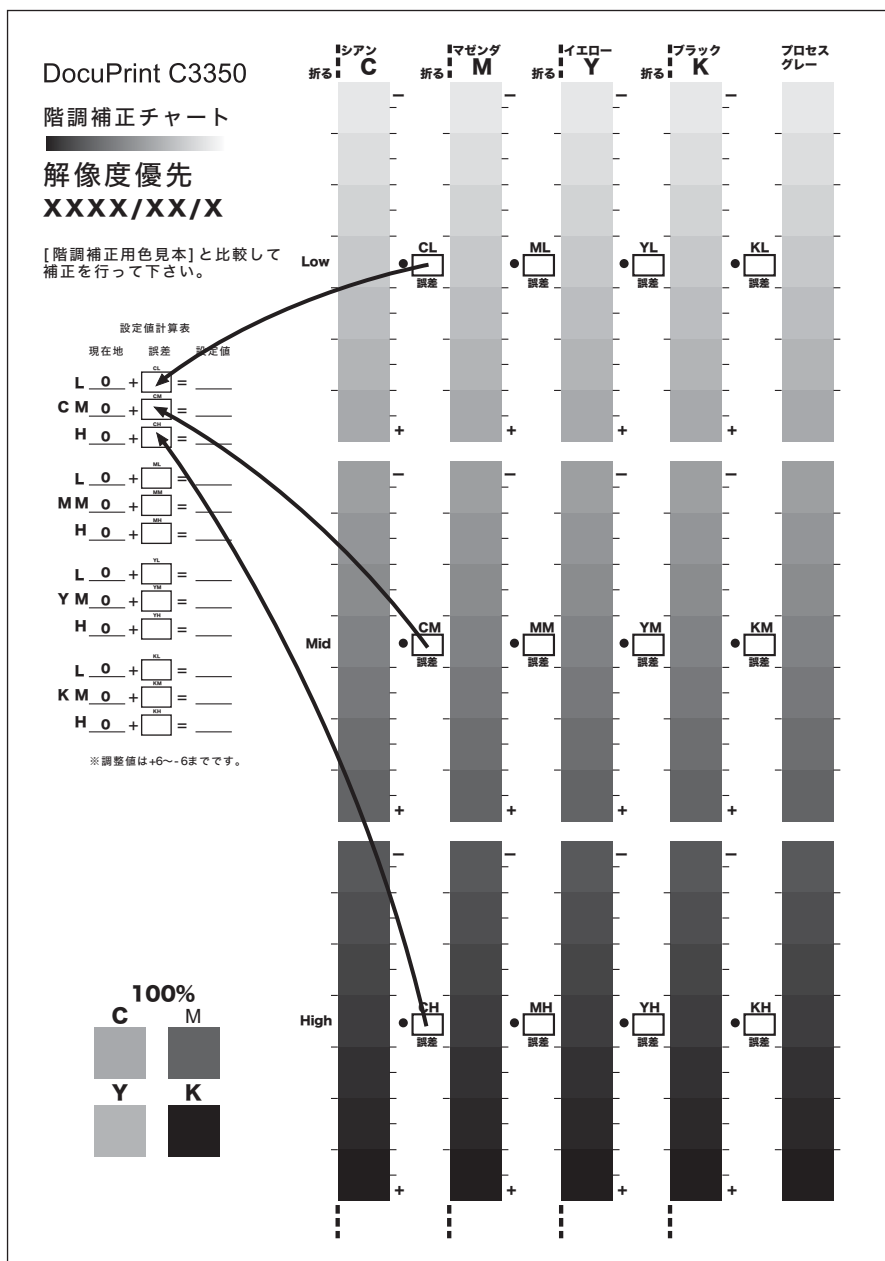 DocuPrint C3350
階調補正チャート
解像度優先
XXXX/XX/X
[階調補正用色見本]と比較して
補正を行って下さい。
設定値計算表
現在地 誤差 設定値
CL
L 0 + =
CM
C M 0 + =
CH
H 0 + =
ML
L 0 + =
MM
M M 0 + =
MH
H 0 + =
YL
L 0 + =
YM
Y M 0 + =
YH
H 0 + =
KL
L 0 + =
KM
K M 0 + =
KH
H 0 + =
※調整値は+6〜-6までです。
100%
C M
Y K
シアン マゼンダ イエロー ブラック プロセス
折る C 折る M 折る Y 折る K グレー
− − − −
CL ML YL KL
Low
誤差 誤差 誤差 誤差
+ + + +
− − − −
CM MM YM KM
Mid
誤差 誤差 誤差 誤差
+ + + +
− − − −
CH MH YH KH
High
誤差 誤差 誤差 誤差
+ + + +